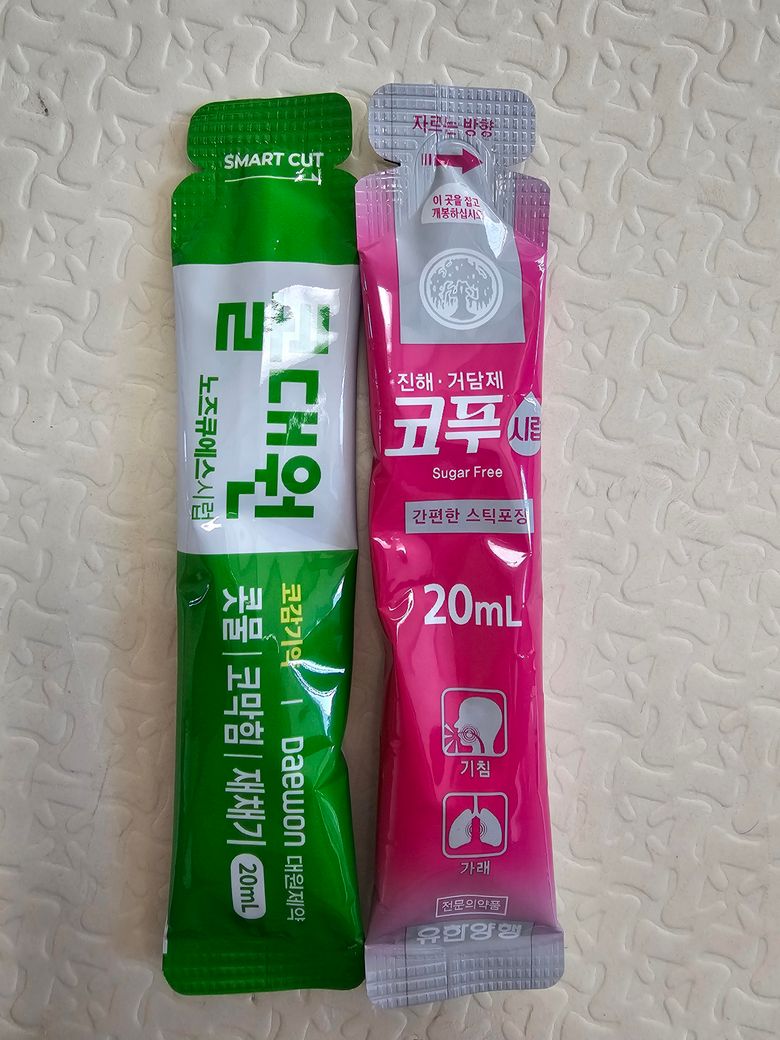 SMART CUT
콜대원
노즈큐에스시럽
코감기약 | Daewon 대원제약
콧물 | 코막힘 | 재채기 20mL
자르는 방향
이 곳을 잡고
개봉하십시오
진해·거담제
코푸시럽
Sugar Free
간편한 스틱포장
20mL
기침
가래
전문의약품
유한양행